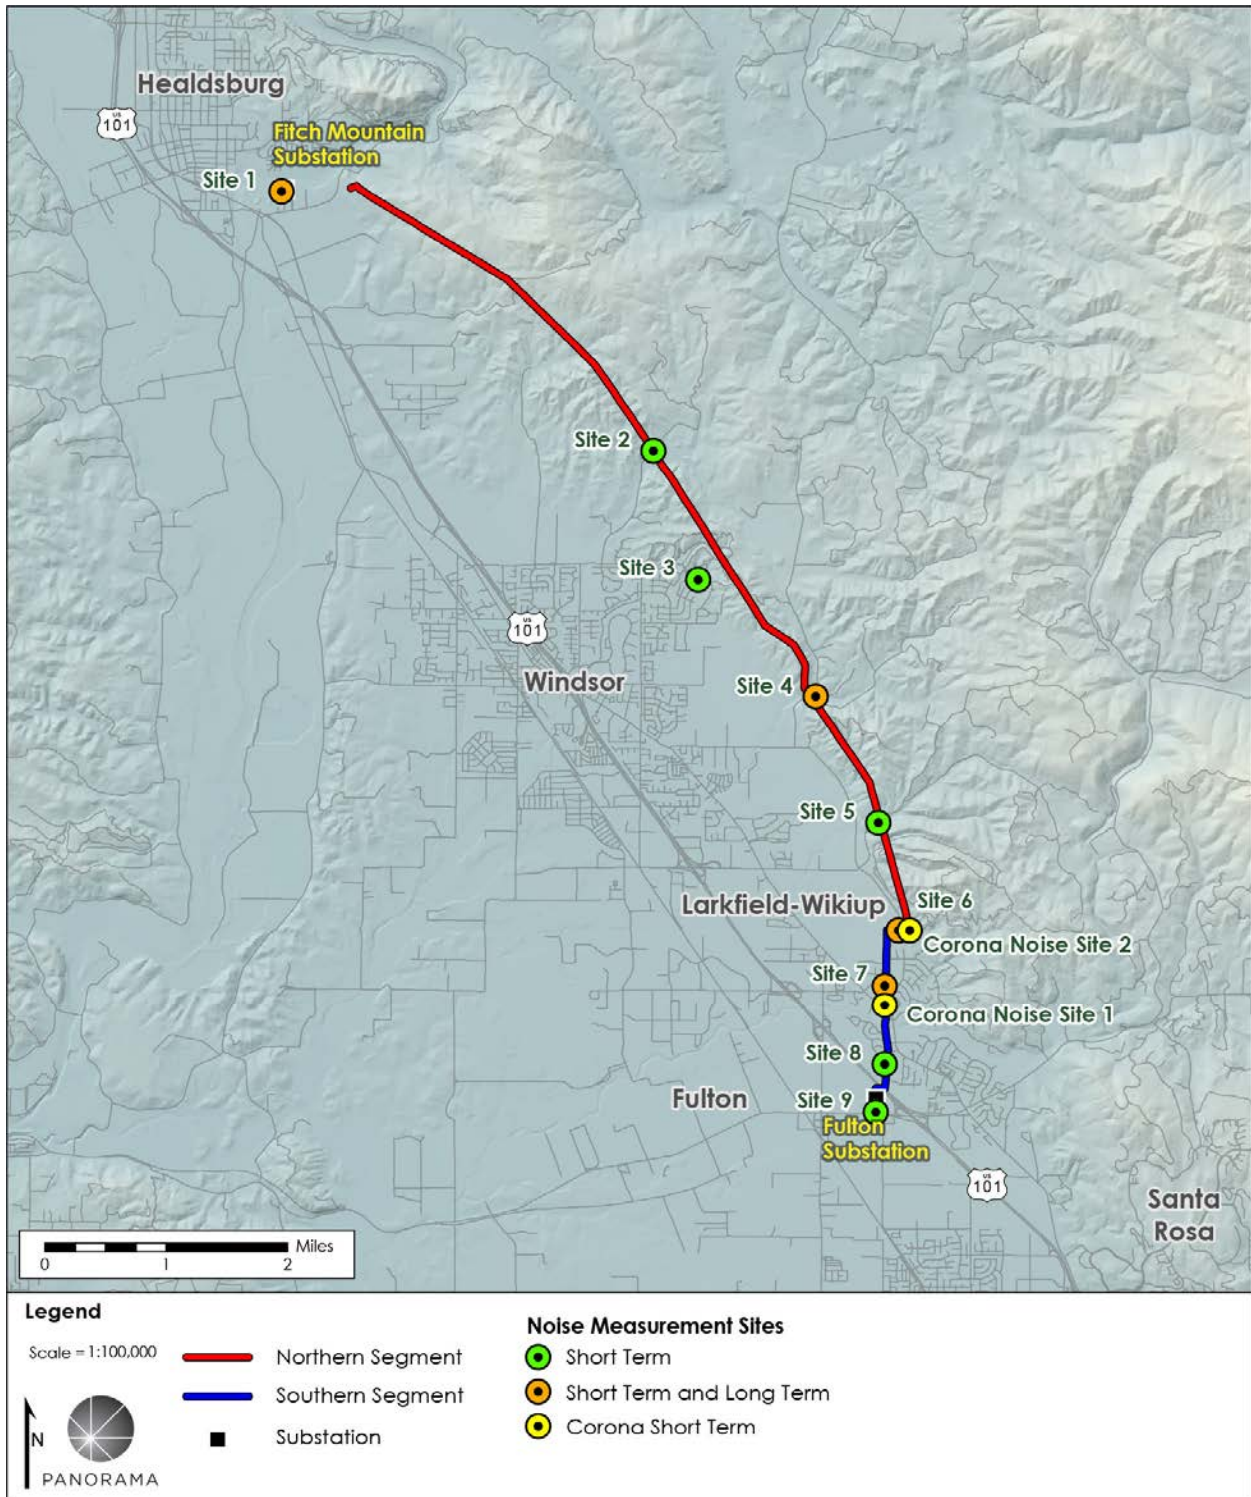 Healdsburg
US
101
Fitch Mountain
Substation
Site 1
Site 2
Site 3
US
101
Windsor
Site 4
Site 5
Larkfield-Wikiup
Site 6
Corona Noise Site 2
Site 7
Corona Noise Site 1
Site 8
Fulton
Site 9
Fulton
Substation
US
101
Santa
Rosa
Miles
0 1 2
Legend
Scale = 1:100,000
Northern Segment
Southern Segment
Substation
N
PANORAMA
Noise Measurement Sites
Short Term
Short Term and Long Term
Corona Short Term